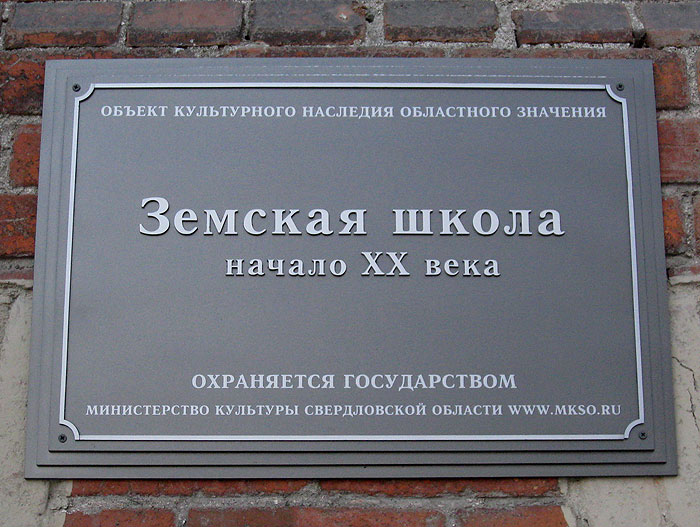 ОБЪЕКТ КУЛЬТУРНОГО НАСЛЕДИЯ ОБЛАСТНОГО ЗНАЧЕНИЯ
Земская школа
начало XX века
ОХРАНЯЕТСЯ ГОСУДАРСТВОМ
МИНИСТЕРСТВО КУЛЬТУРЫ СВЕРДЛОВСКОЙ ОБЛАСТИ WWW.MKSO.RU